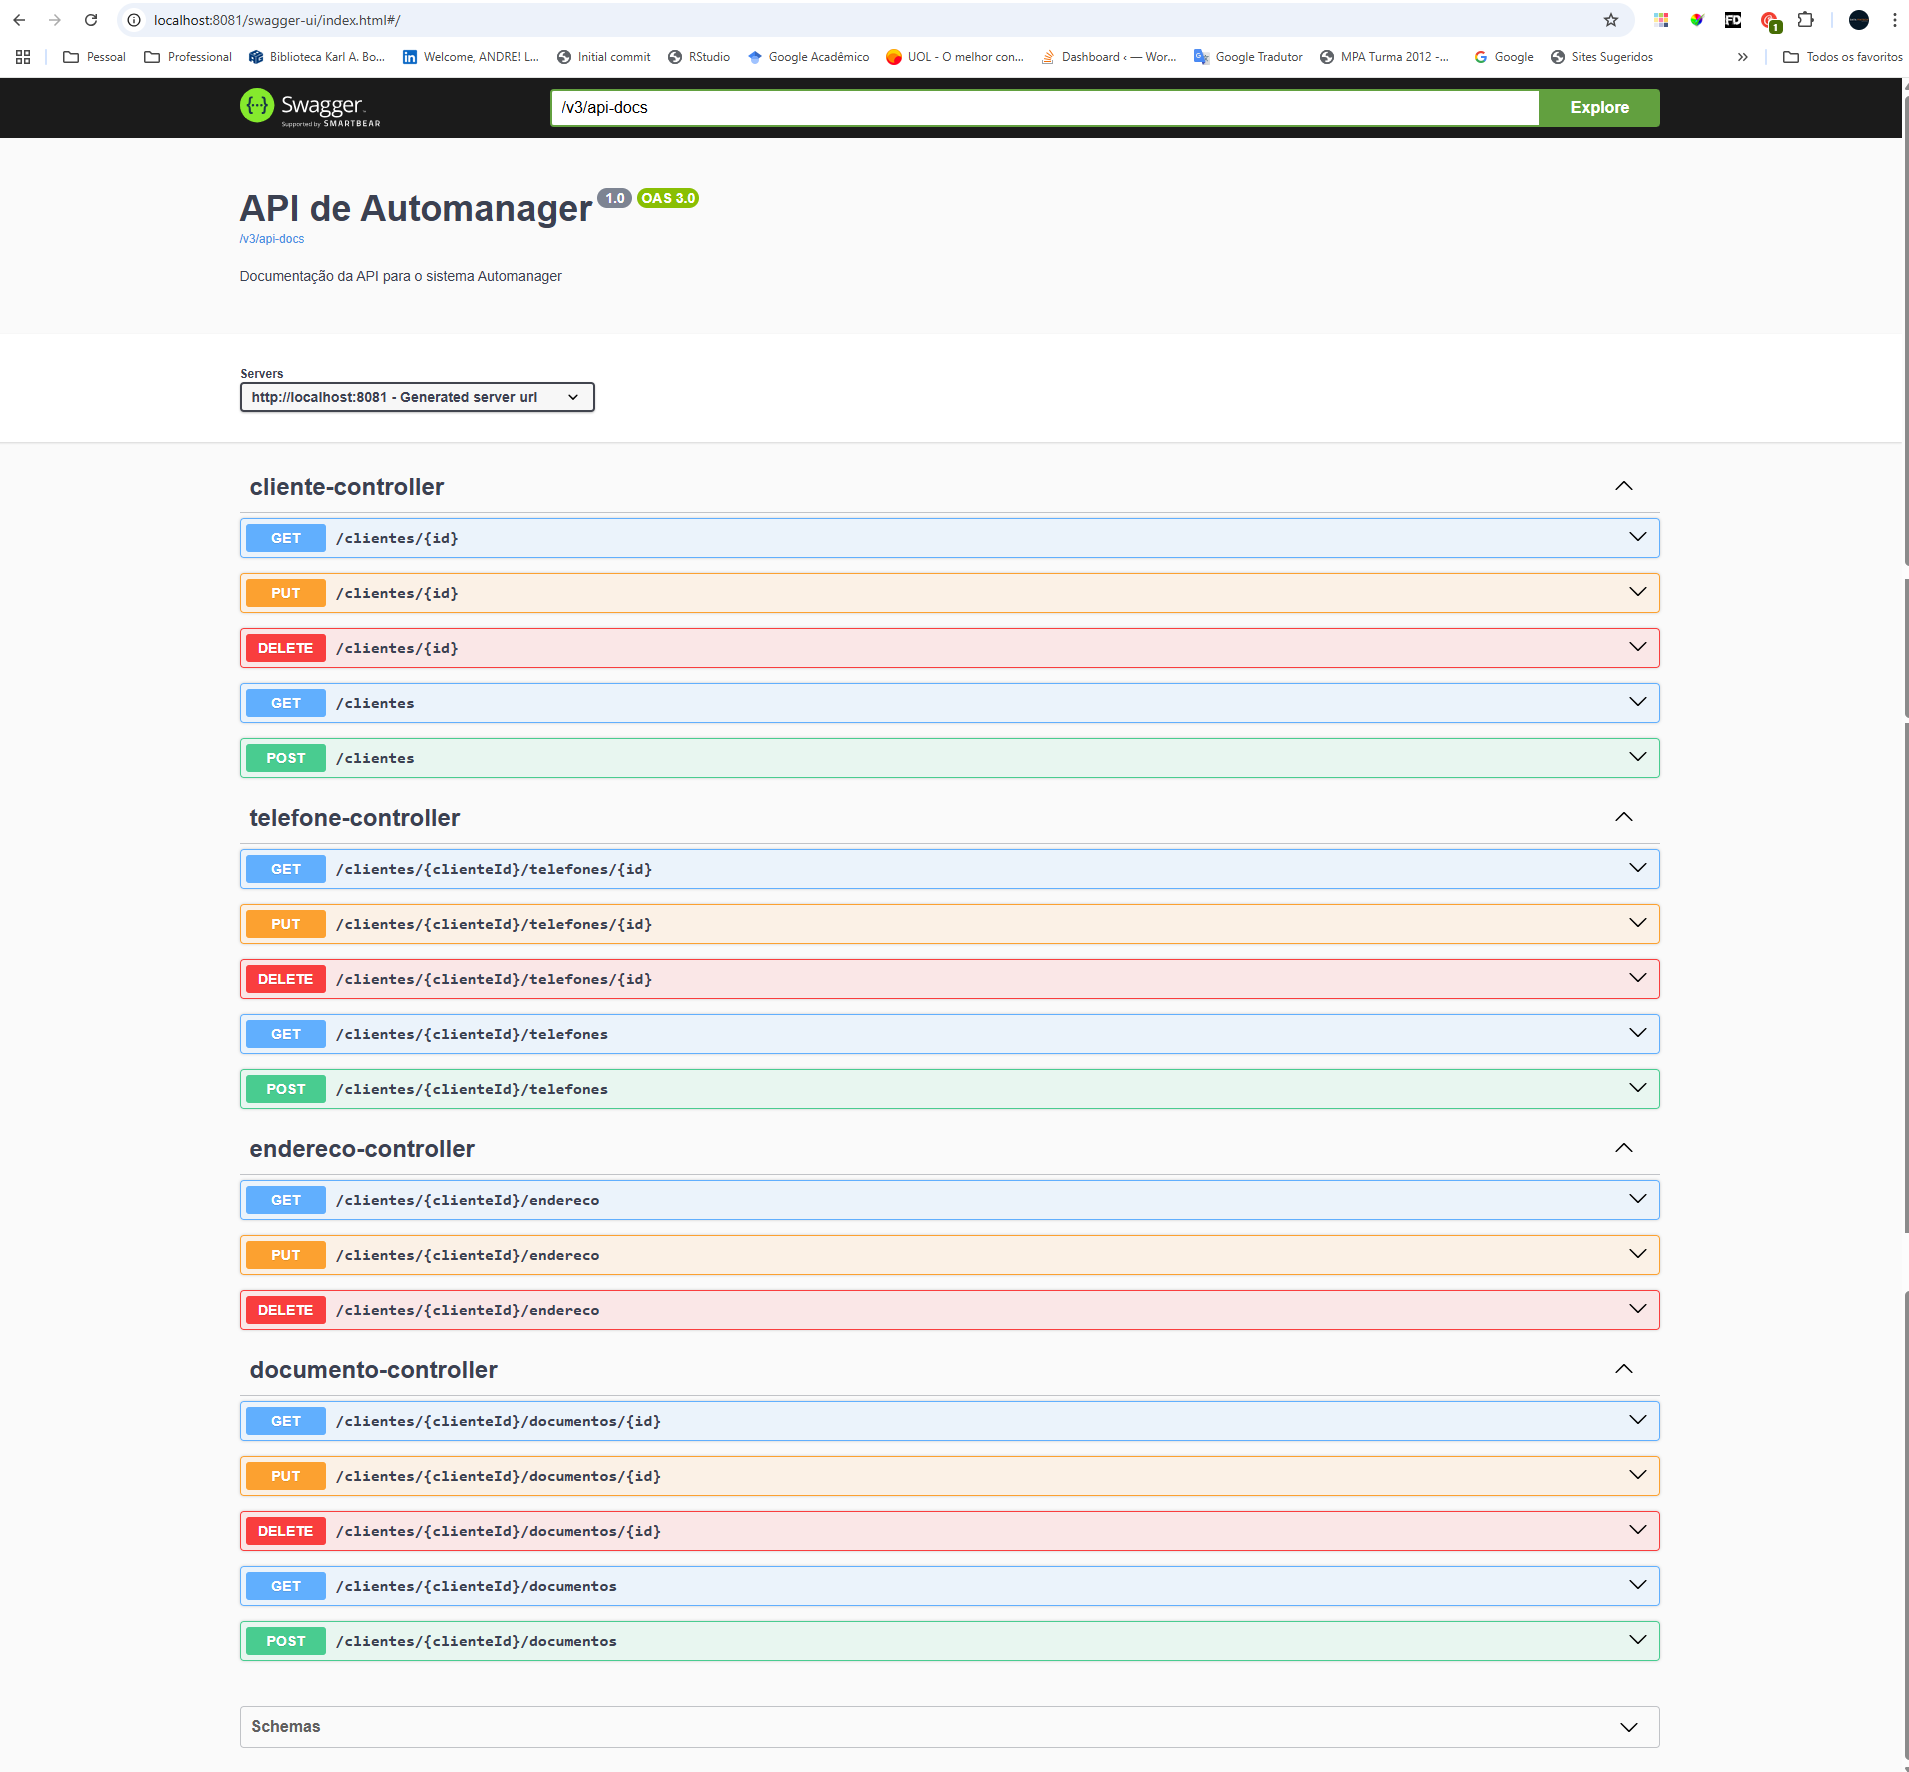 localhost:8081/swagger-ui/index.html#/
FD
1
Pessoal
Professional
Biblioteca Karl A. Bo...
Welcome, ANDRE! L...
Initial commit
RStudio
Google Acadêmico
UOL - O melhor con...
Dashboard ‹ — Wor...
Google Tradutor
MPA Turma 2012 -...
Google
Sites Sugeridos
»
Todos os favoritos
{···} Swagger
Supported by SMARTBEAR
/v3/api-docs
Explore
API de Automanager 1.0 OAS 3.0
/v3/api-docs
Documentação da API para o sistema Automanager
Servers
http://localhost:8081 - Generated server url
cliente-controller
GET /clientes/{id}
PUT /clientes/{id}
DELETE /clientes/{id}
GET /clientes
POST /clientes
telefone-controller
GET /clientes/{clienteId}/telefones/{id}
PUT /clientes/{clienteId}/telefones/{id}
DELETE /clientes/{clienteId}/telefones/{id}
GET /clientes/{clienteId}/telefones
POST /clientes/{clienteId}/telefones
endereco-controller
GET /clientes/{clienteId}/endereco
PUT /clientes/{clienteId}/endereco
DELETE /clientes/{clienteId}/endereco
documento-controller
GET /clientes/{clienteId}/documentos/{id}
PUT /clientes/{clienteId}/documentos/{id}
DELETE /clientes/{clienteId}/documentos/{id}
GET /clientes/{clienteId}/documentos
POST /clientes/{clienteId}/documentos
Schemas